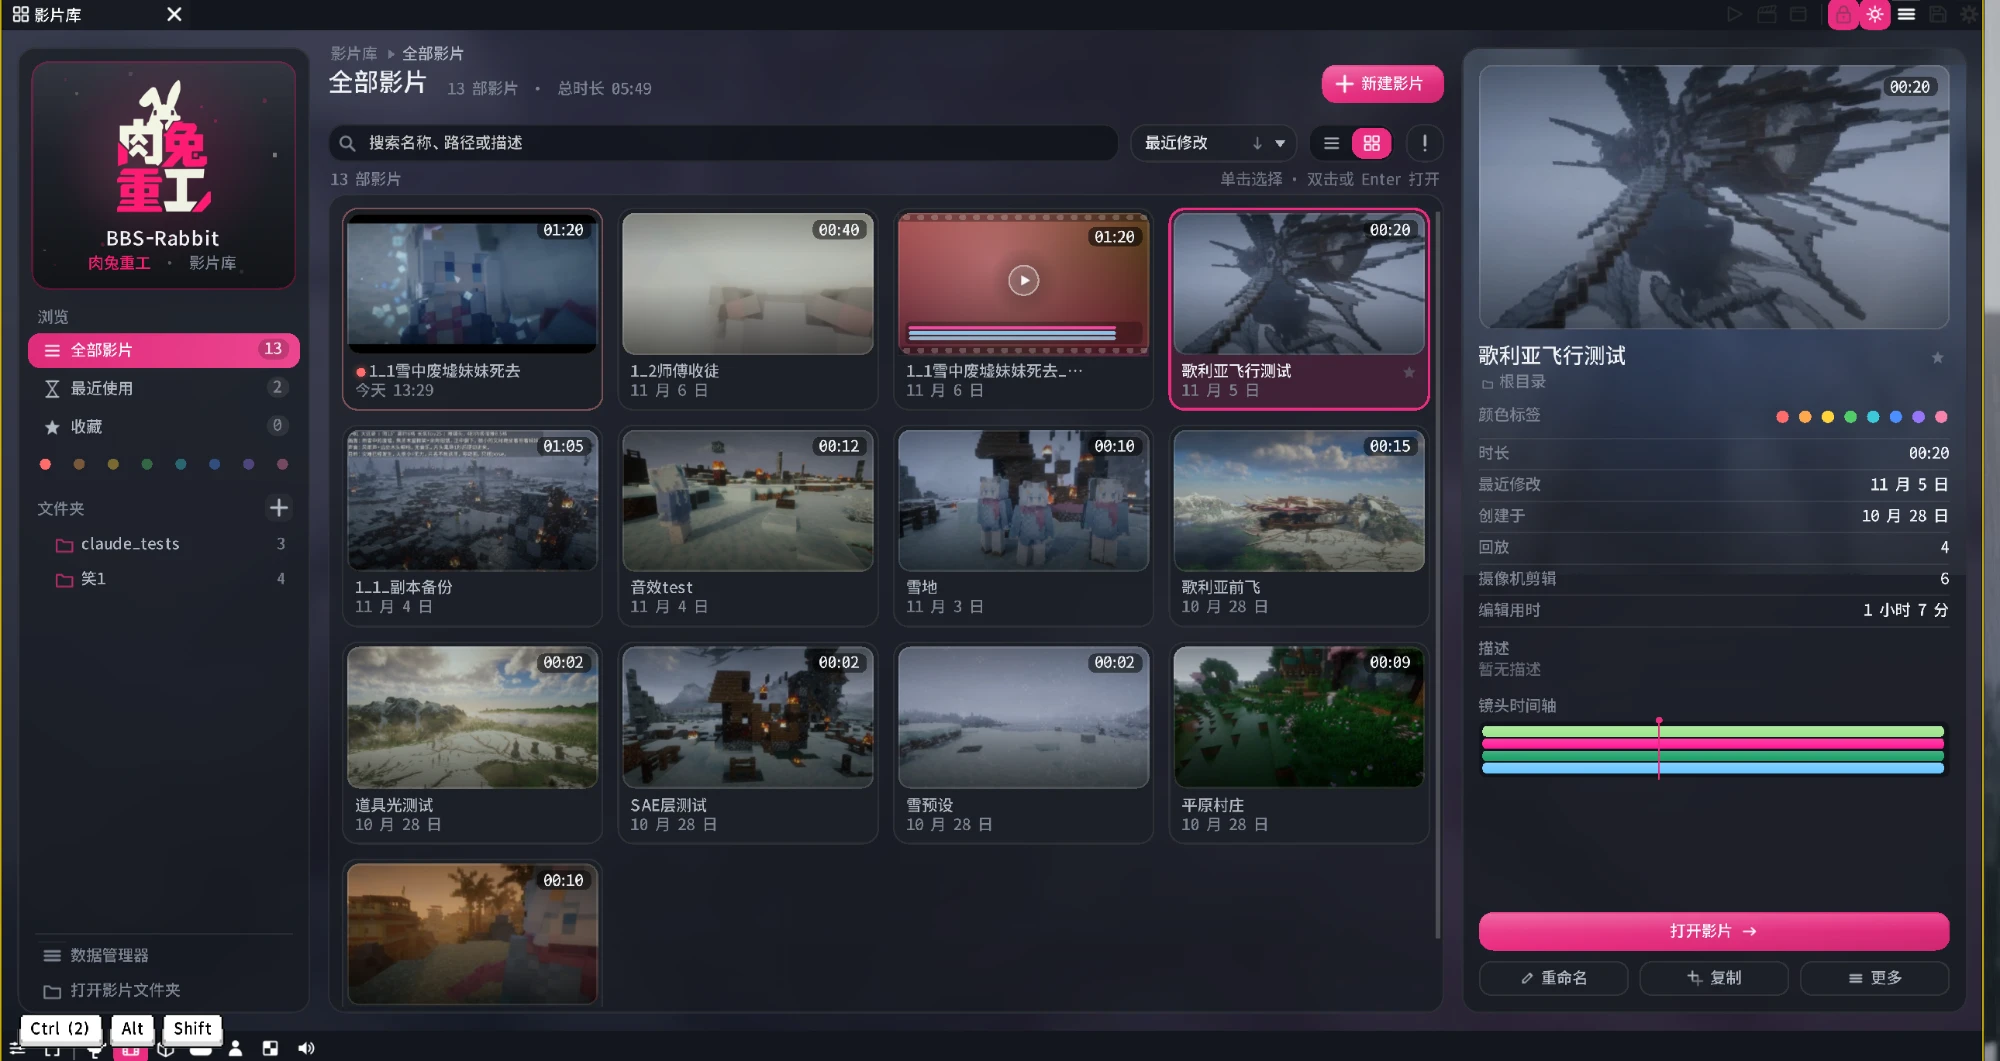 影片库
肉兔
重工
BBS-Rabbit
肉兔重工 · 影片库
浏览
全部影片 13
最近使用 2
收藏 0
文件夹
claude_tests 3
笑1 4
数据管理器
打开影片文件夹
Ctrl (2) Alt Shift
影片库 全部影片
全部影片 13 部影片 · 总时长 05:49
新建影片
搜索名称、路径或描述
最近修改
13 部影片
单击选择 · 双击或 Enter 打开
01:20
1_1雪中废墟妹妹死去
今天 13:29
00:40
1_2师傅收徒
11 月 6 日
01:20
1_1雪中废墟妹妹死去_…
11 月 6 日
00:20
歌利亚飞行测试
11 月 5 日
01:05
1_1_副本备份
11 月 4 日
00:12
音效test
11 月 4 日
00:10
雪地
11 月 3 日
00:15
歌利亚前飞
10 月 28 日
00:02
道具光测试
10 月 28 日
00:02
SAE层测试
10 月 28 日
00:02
雪预设
10 月 28 日
00:09
平原村庄
10 月 28 日
00:10
00:20
歌利亚飞行测试
根目录
颜色标签
时长 00:20
最近修改 11 月 5 日
创建于 10 月 28 日
回放 4
摄像机剪辑 6
编辑用时 1 小时 7 分
描述
暂无描述
镜头时间轴
打开影片 →
重命名
复制
更多